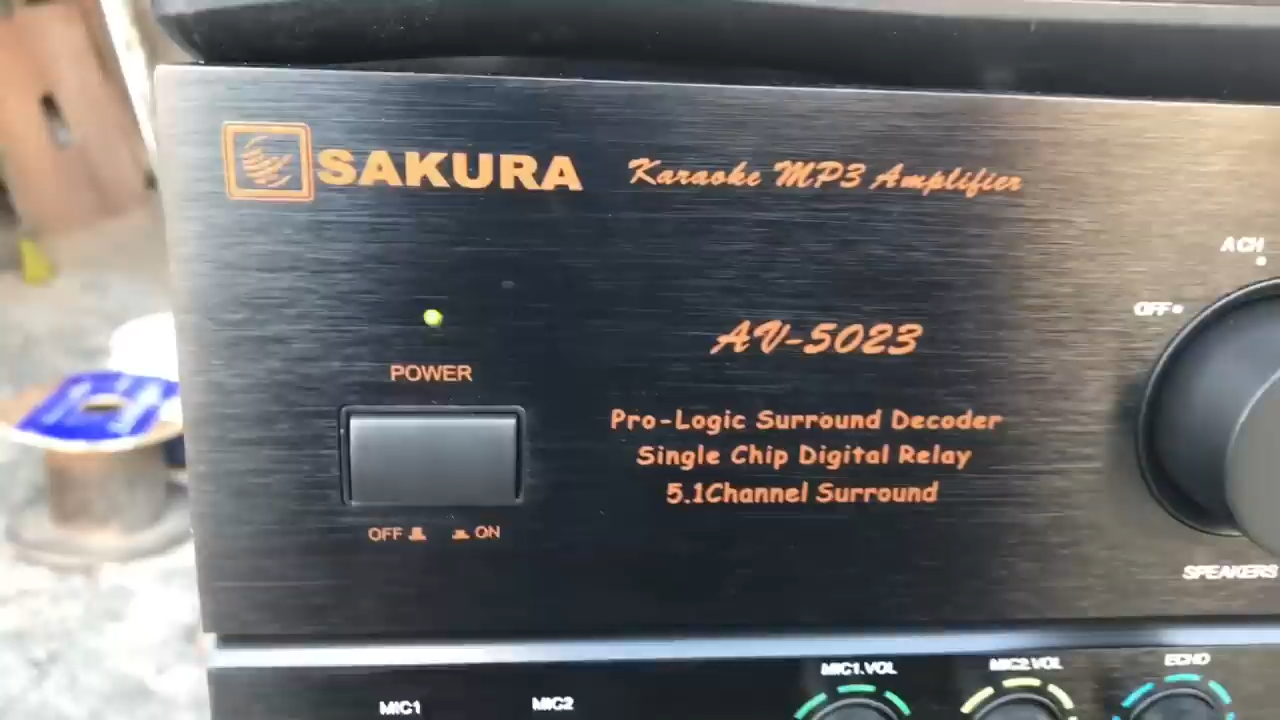 SAKURA Karaoke MP3 Amplifier
A CH
OFF
AV-5023
POWER
Pro-Logic Surround Decoder
Single Chip Digital Relay
5.1Channel Surround
OFF ON
SPEAKERS
MIC1.VOL MIC2.VOL ECHO
MIC1 MIC2